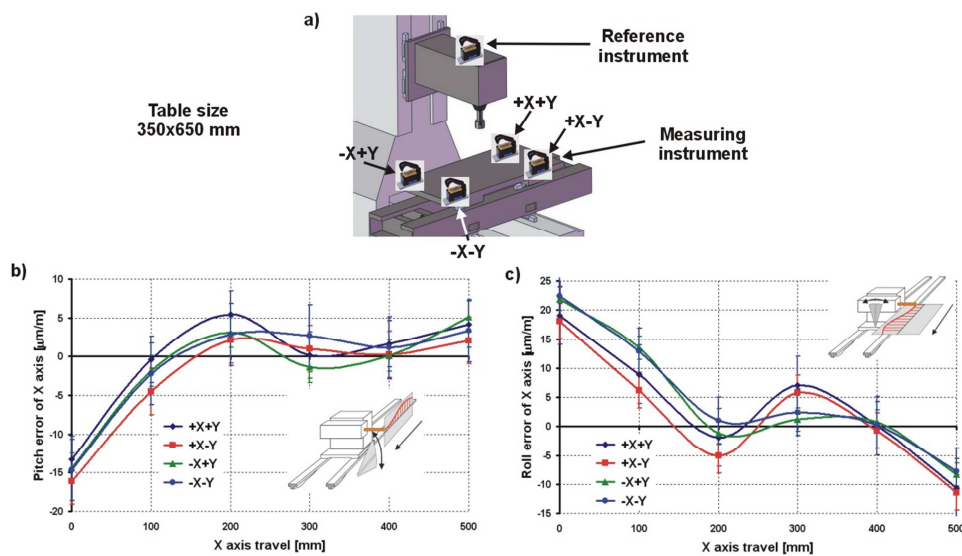 a)
Reference
instrument
Table size
350x650 mm
+X+Y
+X-Y
Measuring
instrument
-X+Y
-X-Y
b)
Pitch error of X axis [µm/m]
10
5
0
-5
-10
-15
-20
+X+Y
+X-Y
-X+Y
-X-Y
0 100 200 300 400 500
X axis travel [mm]
c)
Roll error of X axis [µm/m]
25
20
15
10
5
0
-5
-10
-15
+X+Y
+X-Y
-X+Y
-X-Y
0 100 200 300 400 500
X axis travel [mm]